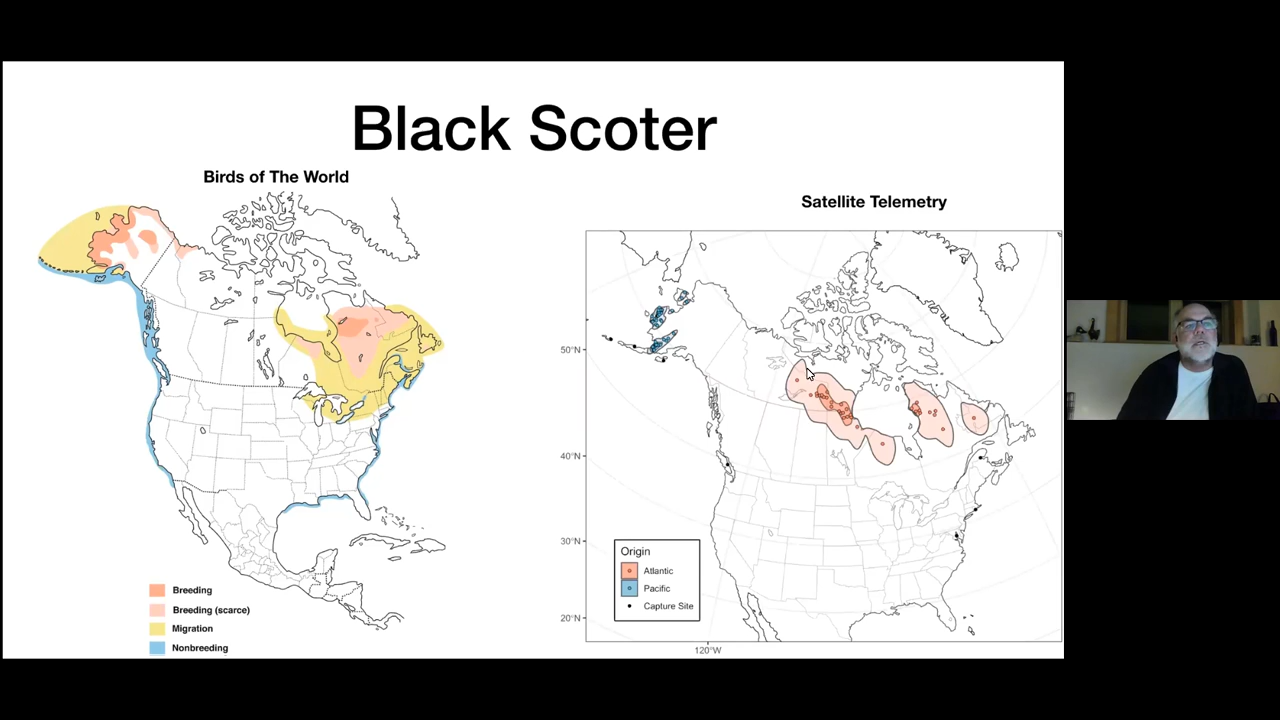 Black Scoter
Birds of The World
Satellite Telemetry
50°N
40°N
30°N
20°N
120°W
Origin
Atlantic
Pacific
Capture Site
Breeding
Breeding (scarce)
Migration
Nonbreeding